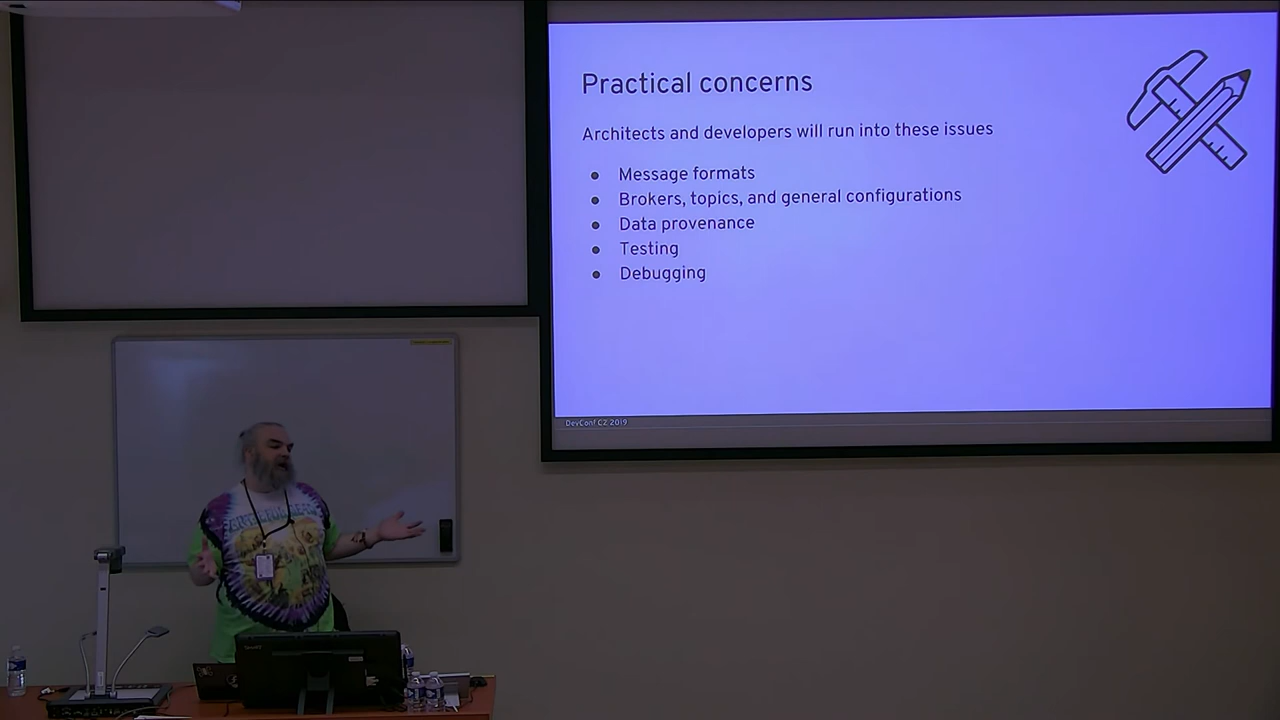 Practical concerns
Architects and developers will run into these issues
● Message formats
● Brokers, topics, and general configurations
● Data provenance
● Testing
● Debugging
DevConf CZ 2019